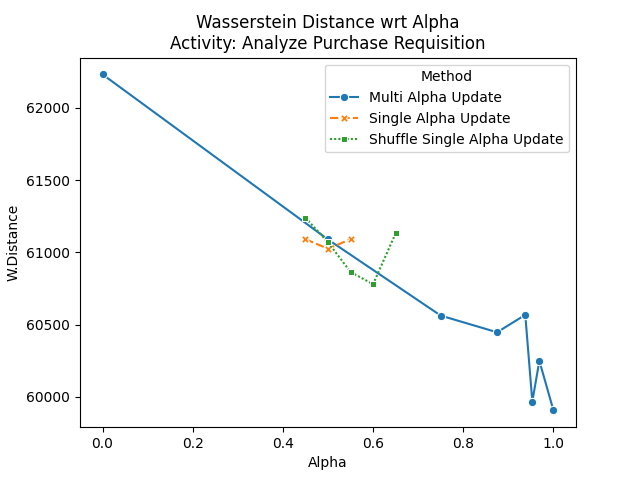 Wasserstein Distance wrt Alpha
Activity: Analyze Purchase Requisition
Method
Multi Alpha Update
Single Alpha Update
Shuffle Single Alpha Update
W.Distance
62000
61500
61000
60500
60000
0.0 0.2 0.4 0.6 0.8 1.0
Alpha